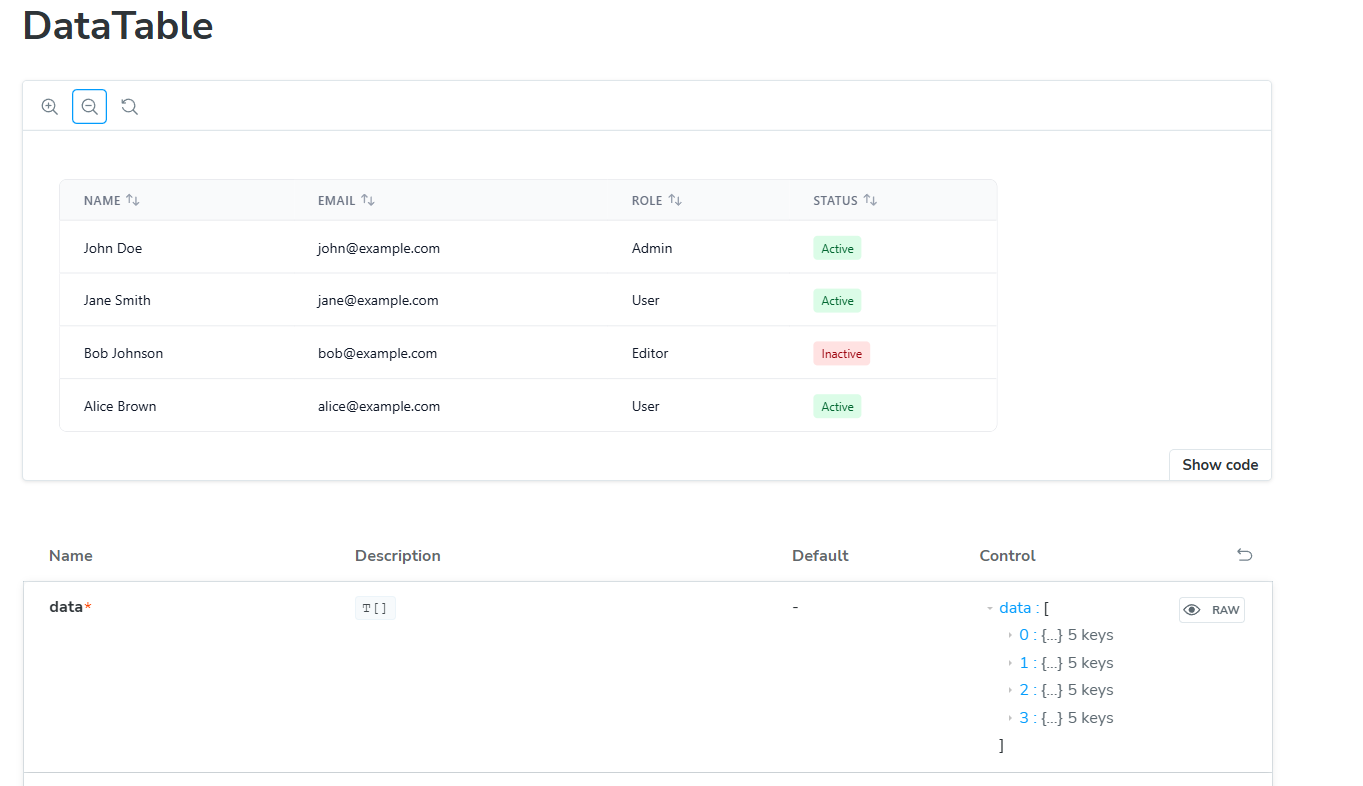 DataTable
NAME EMAIL ROLE STATUS
John Doe john@example.com Admin Active
Jane Smith jane@example.com User Active
Bob Johnson bob@example.com Editor Inactive
Alice Brown alice@example.com User Active
Show code
Name Description Default Control
data* T[] - data : [ RAW
0 : {...} 5 keys
1 : {...} 5 keys
2 : {...} 5 keys
3 : {...} 5 keys
]